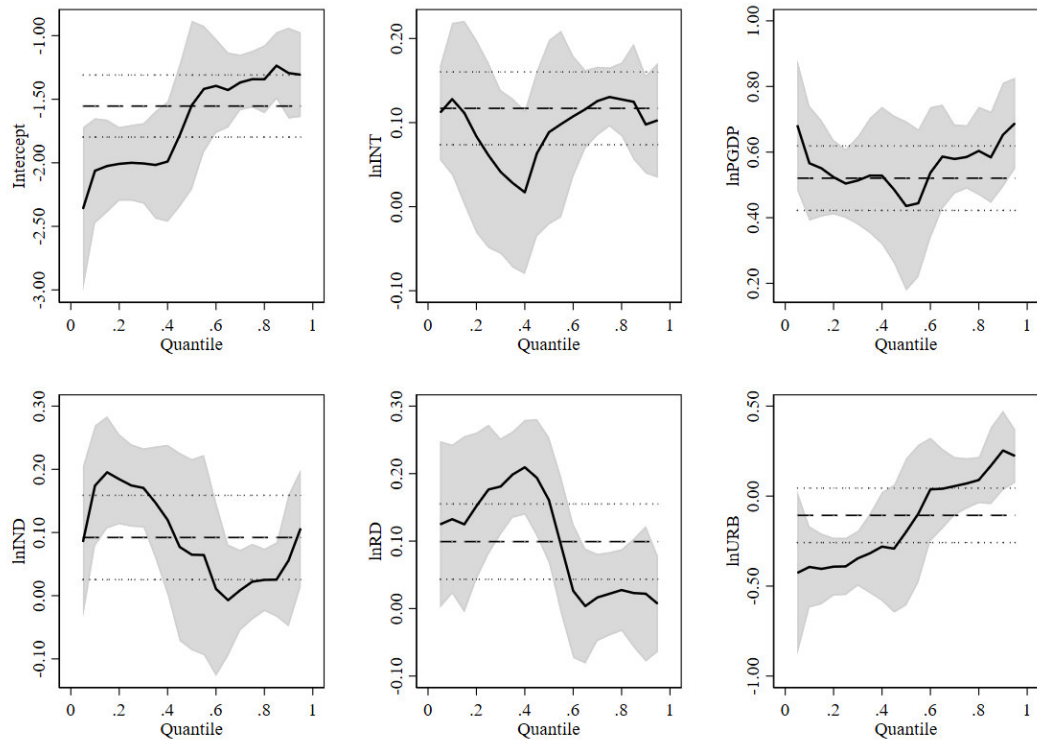 Intercept
-1.00
-1.50
-2.00
-2.50
-3.00
0 .2 .4 .6 .8 1
Quantile
lnINT
0.20
0.10
0.00
-0.10
0 .2 .4 .6 .8 1
Quantile
lnPGDP
1.00
0.80
0.60
0.40
0.20
0 .2 .4 .6 .8 1
Quantile
lnIND
0.30
0.20
0.10
0.00
-0.10
0 .2 .4 .6 .8 1
Quantile
lnRD
0.30
0.20
0.10
0.00
-0.10
0 .2 .4 .6 .8 1
Quantile
lnURB
0.50
0.00
-0.50
-1.00
0 .2 .4 .6 .8 1
Quantile